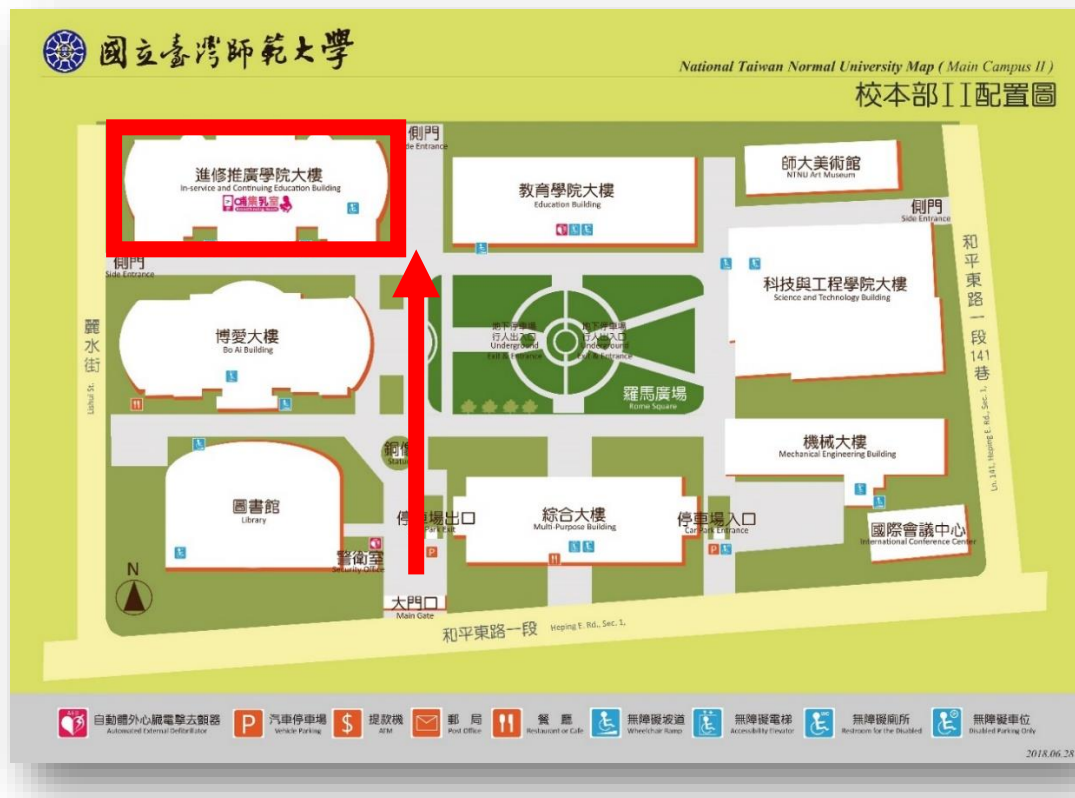 國立臺灣師範大學
National Taiwan Normal University Map ( Main Campus II )
校本部II配置圖
側門
Side Entrance
進修推廣學院大樓
In-service and Continuing Education Building
哺集乳室
教育學院大樓
Education Building
師大美術館
NTNU Art Museum
側門
Side Entrance
側門
Side Entrance
科技與工程學院大樓
Science and Technology Building
和平東路一段141巷
Ln. 141, Heping E. Rd., Sec. 1,
麗水街
Lishui St.
博愛大樓
Bo Ai Building
地下停車場
行人出入口
Underground
Exit & Entrance
地下停車場
行人出入口
Underground
Exit & Entrance
羅馬廣場
Rome Square
銅像
Statue
機械大樓
Mechanical Engineering Building
圖書館
Library
停車場出口
Car Park Exit
綜合大樓
Multi-Purpose Building
停車場入口
Car Park Entrance
國際會議中心
International Conference Center
警衛室
Security Office
N
P
P
大門口
Main Gate
和平東路一段 Heping E. Rd., Sec. 1,
自動體外心臟電擊去顫器
Automated External Defibrillator
P 汽車停車場
Vehicle Parking
$ 提款機
ATM
郵局
Post Office
餐廳
Restaurant or Cafe
無障礙坡道
Wheelchair Ramp
無障礙電梯
Accessibility Elevator
無障礙廁所
Restroom for the Disabled
無障礙車位
Disabled Parking Only
2018.06.28